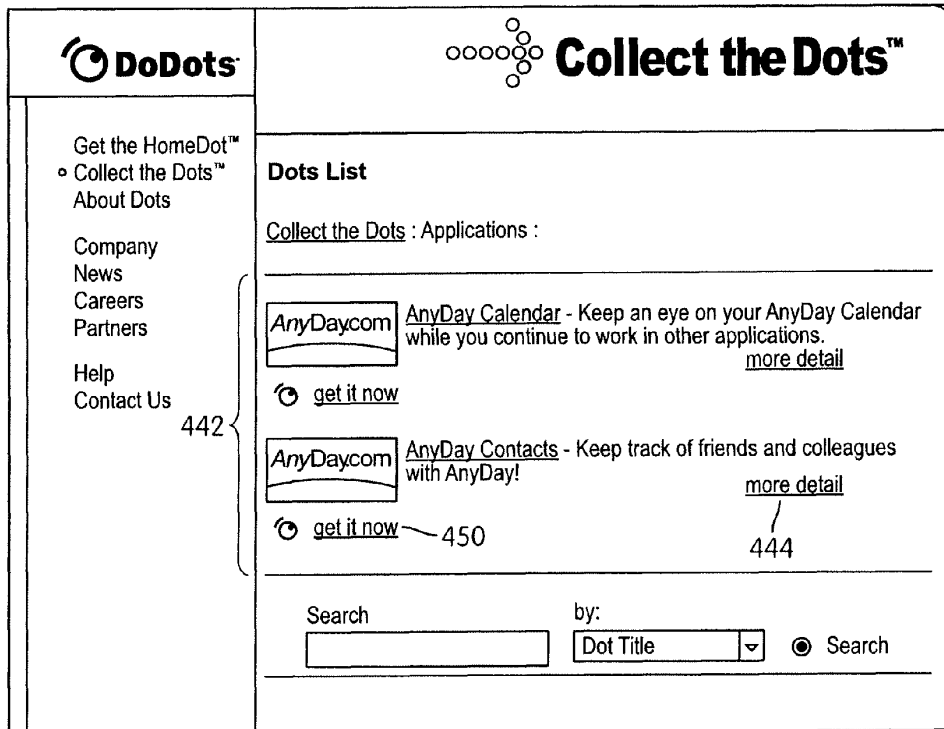 DoDots
Collect the Dots™
Get the HomeDot™
Collect the Dots™
About Dots
Company
News
Careers
Partners
Help
Contact Us
442
Dots List
Collect the Dots : Applications :
AnyDay.com
AnyDay Calendar - Keep an eye on your AnyDay Calendar
while you continue to work in other applications.
more detail
get it now
AnyDay.com
AnyDay Contacts - Keep track of friends and colleagues
with AnyDay!
more detail
get it now 450
444
Search by:
Dot Title Search